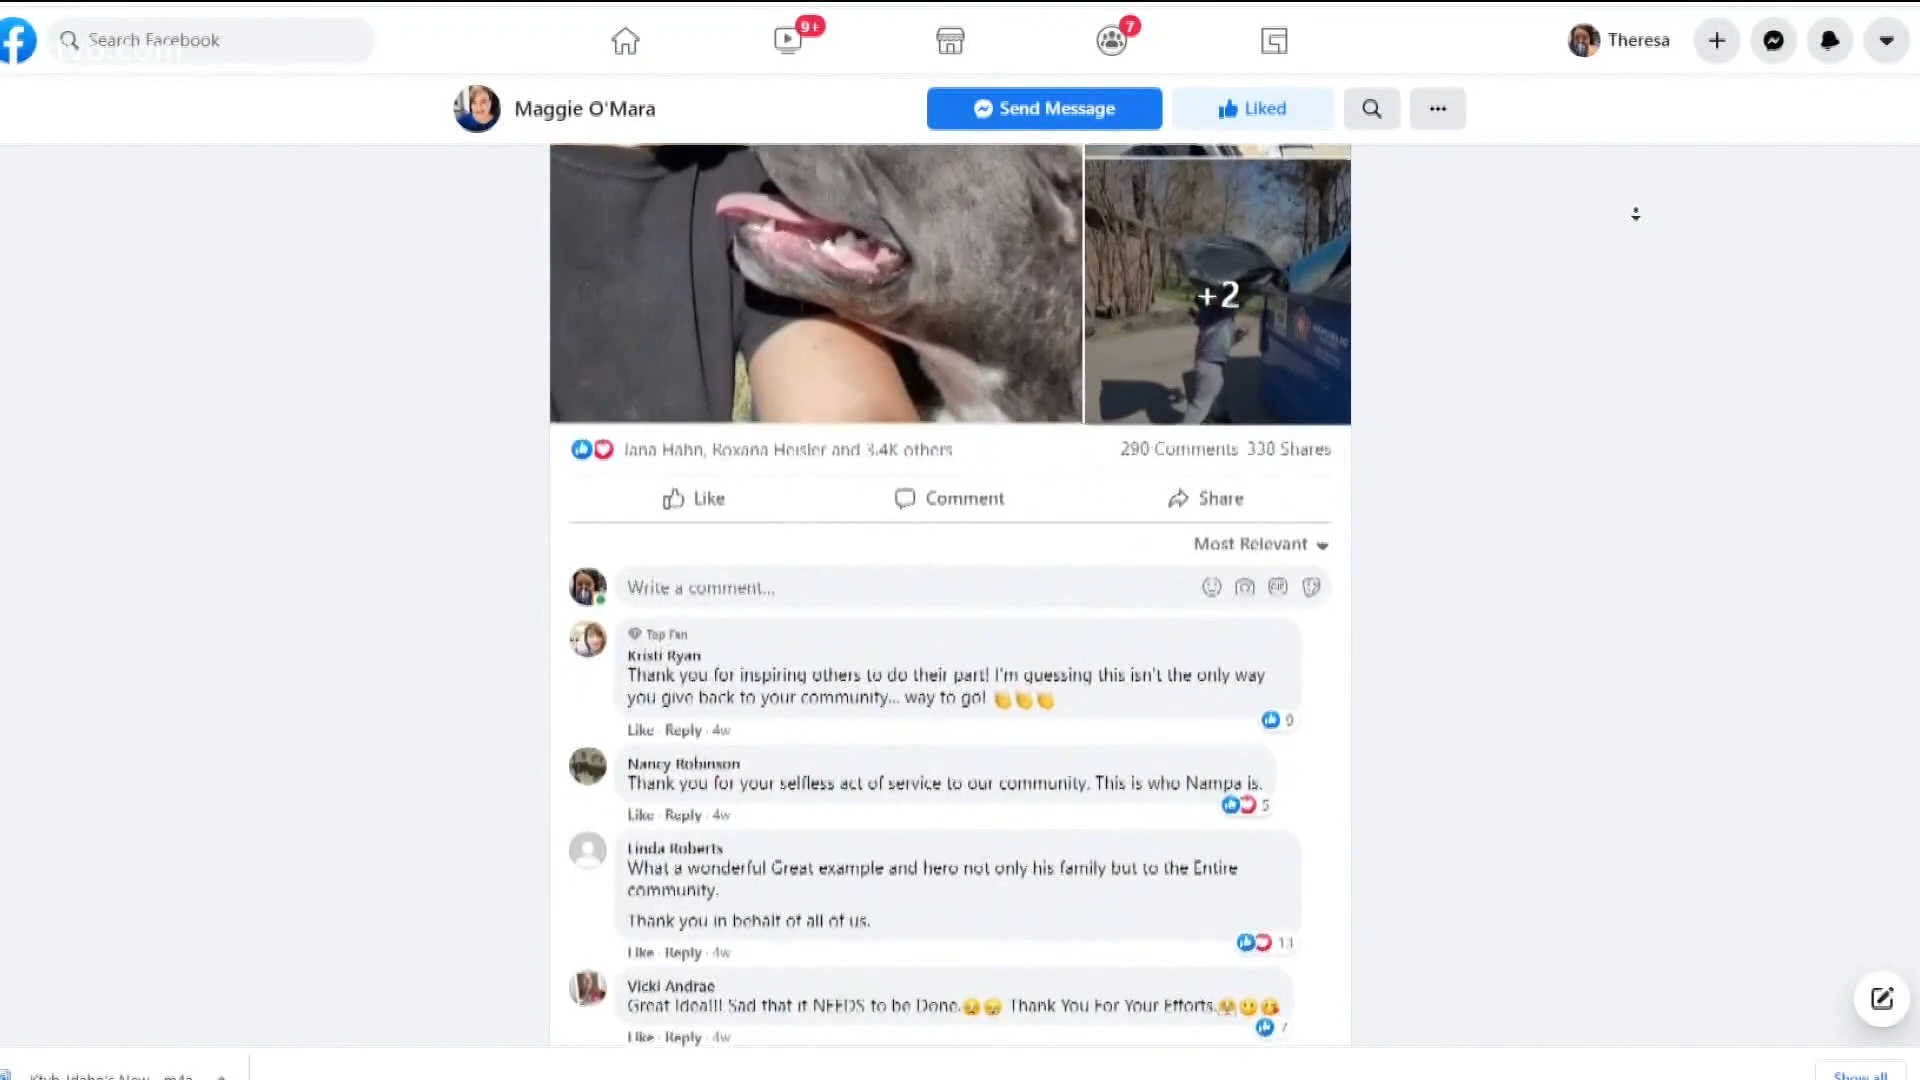 Search Facebook
9+
7
Theresa
Maggie O'Mara
Send Message
Liked
+2
Jana Hahn, Roxana Heisler and 3.4K others
290 Comments 330 Shares
Like
Comment
Share
Most Relevant
Write a comment...
GIF
Top Fan
Kristi Ryan
Thank you for inspiring others to do their part! I'm guessing this isn't the only way
you give back to your community... way to go! 👏👏👏
9
Like · Reply · 4w
Nancy Robinson
Thank you for your selfless act of service to our community. This is who Nampa is.
5
Like · Reply · 4w
Linda Roberts
What a wonderful Great example and hero not only his family but to the Entire
community.
Thank you in behalf of all of us.
13
Like · Reply · 4w
Vicki Andrae
Great Idea!!! Sad that it NEEDS to be Done. Thank You For Your Efforts.
7
Like · Reply · 4w
Show all